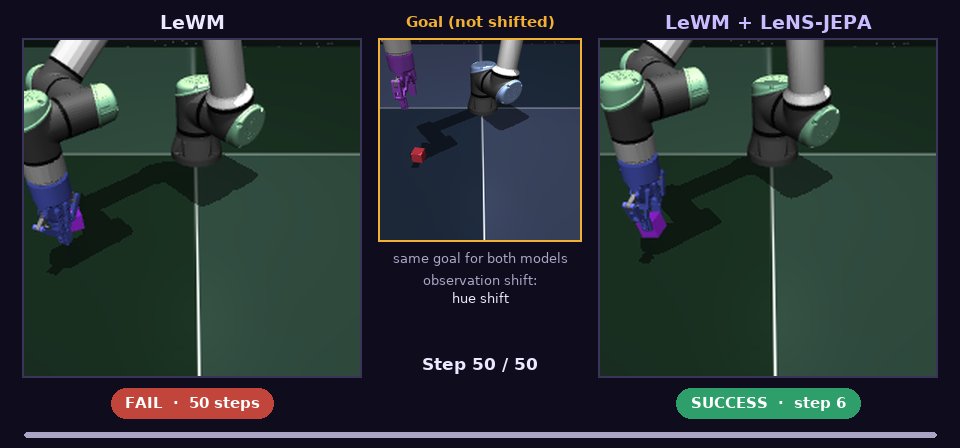 LeWM
Goal (not shifted)
LeWM + LeNS-JEPA
same goal for both models
observation shift:
hue shift
Step 50 / 50
FAIL · 50 steps
SUCCESS · step 6